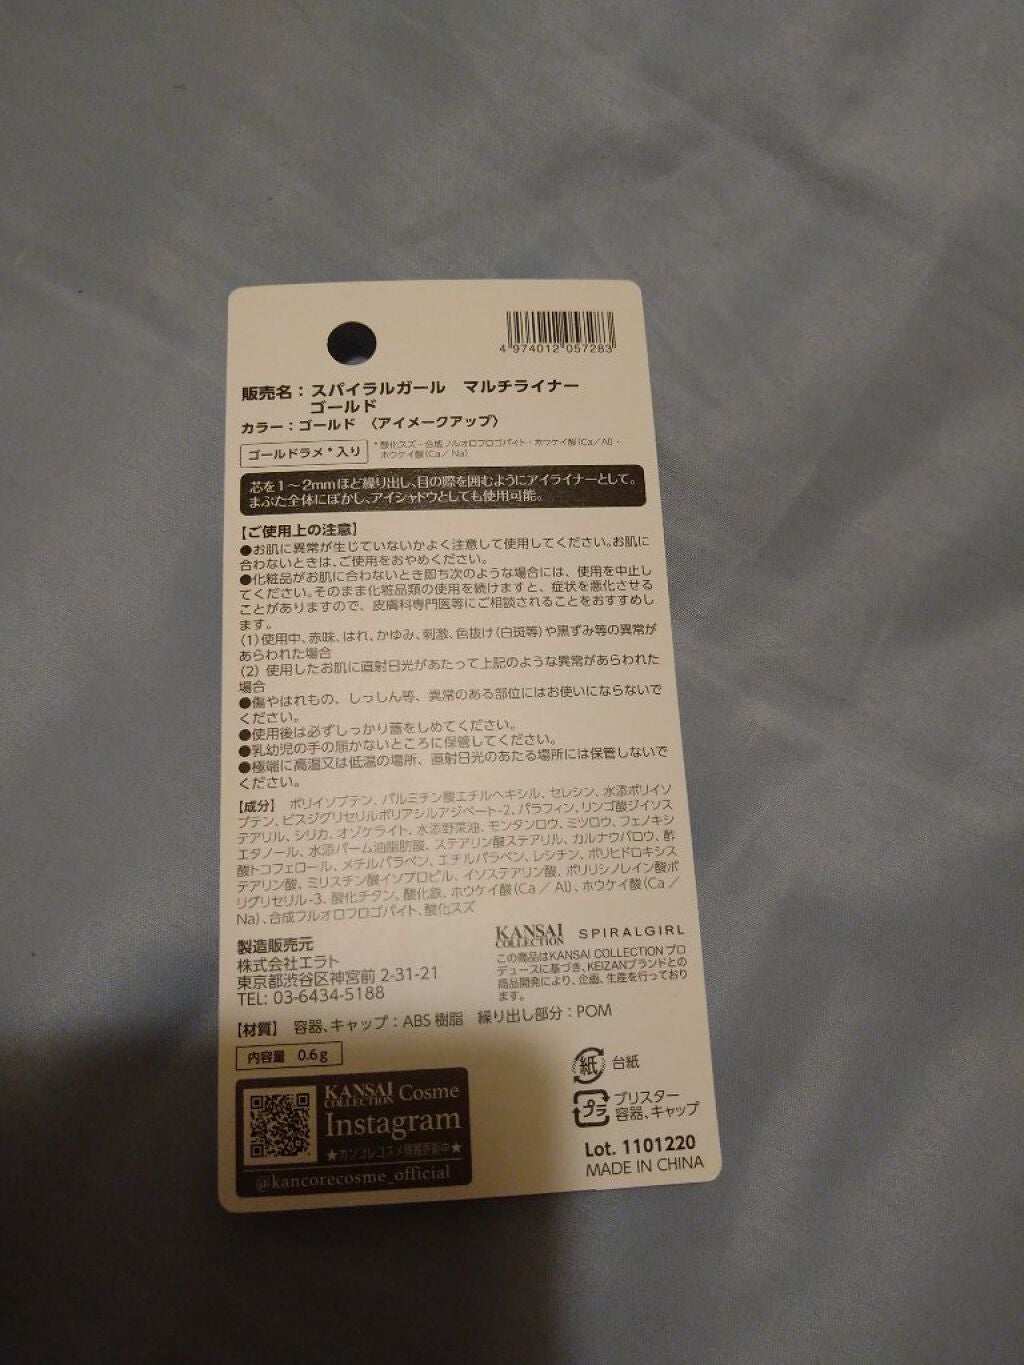 4 974012 057283
販売名：スパイラルガール　マルチライナー
ゴールド
カラー：ゴールド　〈アイメークアップ〉
ゴールドラメ＊入り
＊酸化スズ・合成フルオロフロゴパイト・ホウケイ酸(Ca／Al)・
ホウケイ酸(Ca／Na)
芯を1～2mmほど繰り出し、目の際を囲むようにアイライナーとして。
まぶた全体にぼかし、アイシャドウとしても使用可能。
【ご使用上の注意】
●お肌に異常が生じていないかよく注意して使用してください。お肌に
合わないときは、ご使用をおやめください。
●化粧品がお肌に合わないとき即ち次のような場合には、使用を中止し
てください。そのまま化粧品類の使用を続けますと、症状を悪化させる
ことがありますので、皮膚科専門医等にご相談されることをおすすめし
ます。
(1)使用中、赤味、はれ、かゆみ、刺激、色抜け(白斑等)や黒ずみ等の異常が
あらわれた場合
(2) 使用したお肌に直射日光があたって上記のような異常があらわれた
場合
●傷やはれもの、しっしん等、異常のある部位にはお使いにならないで
ください。
●使用後は必ずしっかり蓋をしめてください。
●乳幼児の手の届かないところに保管してください。
●極端に高温又は低温の場所、直射日光のあたる場所には保管しないで
ください。
【成分】　ポリイソブテン、パルミチン酸エチルヘキシル、セレシン、水添ポリイソ
ブテン、ビスジグリセリルポリアシルアジペート-2、パラフィン、リンゴ酸ジイソス
テアリル、シリカ、オゾケライト、水添野菜油、モンタンロウ、ミツロウ、フェノキシ
エタノール、水添パーム油脂肪酸、ステアリン酸ステアリル、カルナウバロウ、酢
酸トコフェロール、メチルパラベン、エチルパラベン、レシチン、ポリヒドロキシス
テアリン酸、ミリスチン酸イソプロピル、イソステアリン酸、ポリリシノレイン酸ポ
リグリセリル-3、酸化チタン、酸化鉄、ホウケイ酸(Ca／Al)、ホウケイ酸(Ca／
Na)、合成フルオロフロゴパイト、酸化スズ
製造販売元
株式会社エラト
東京都渋谷区神宮前 2-31-21
TEL: 03-6434-5188
KANSAI
COLLECTION
SPIRALGIRL
この商品はKANSAI COLLECTION プロ
デュースに基づき、KEIZANブランドとの
商品開発により、企画、生産を行っており
ます。
【材質】　容器、キャップ：ABS 樹脂　繰り出し部分：POM
内容量　0.6g
KANSAI
COLLECTION
Cosme
Instagram
★カンコレコスメ情報更新中★
@kancorecosme_official
紙 台紙
プラ ブリスター
容器、キャップ
Lot. 1101220
MADE IN CHINA